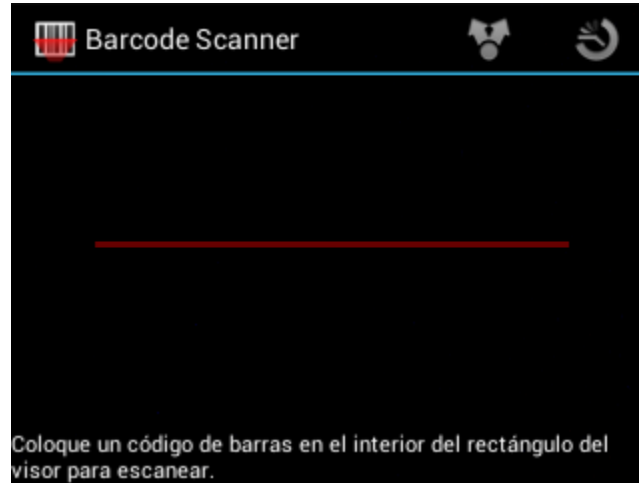 Barcode Scanner
Coloque un código de barras en el interior del rectángulo del
visor para escanear.